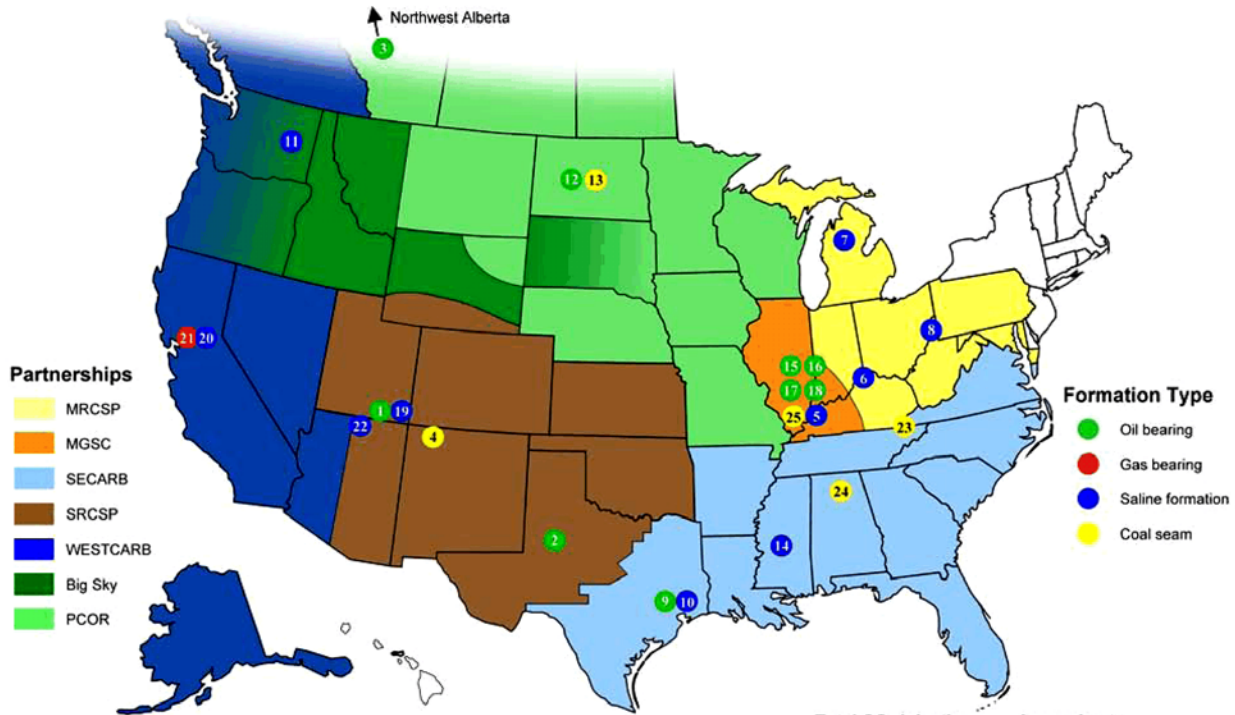 Northwest Alberta
3
11
12 13
7
21 20
8
15 16
6
17 18
1 19
25 5
22
4
23
24
2
14
9 10
Partnerships
MRCSP
MGSC
SECARB
SRCSP
WESTCARB
Big Sky
PCOR
Formation Type
Oil bearing
Gas bearing
Saline formation
Coal seam